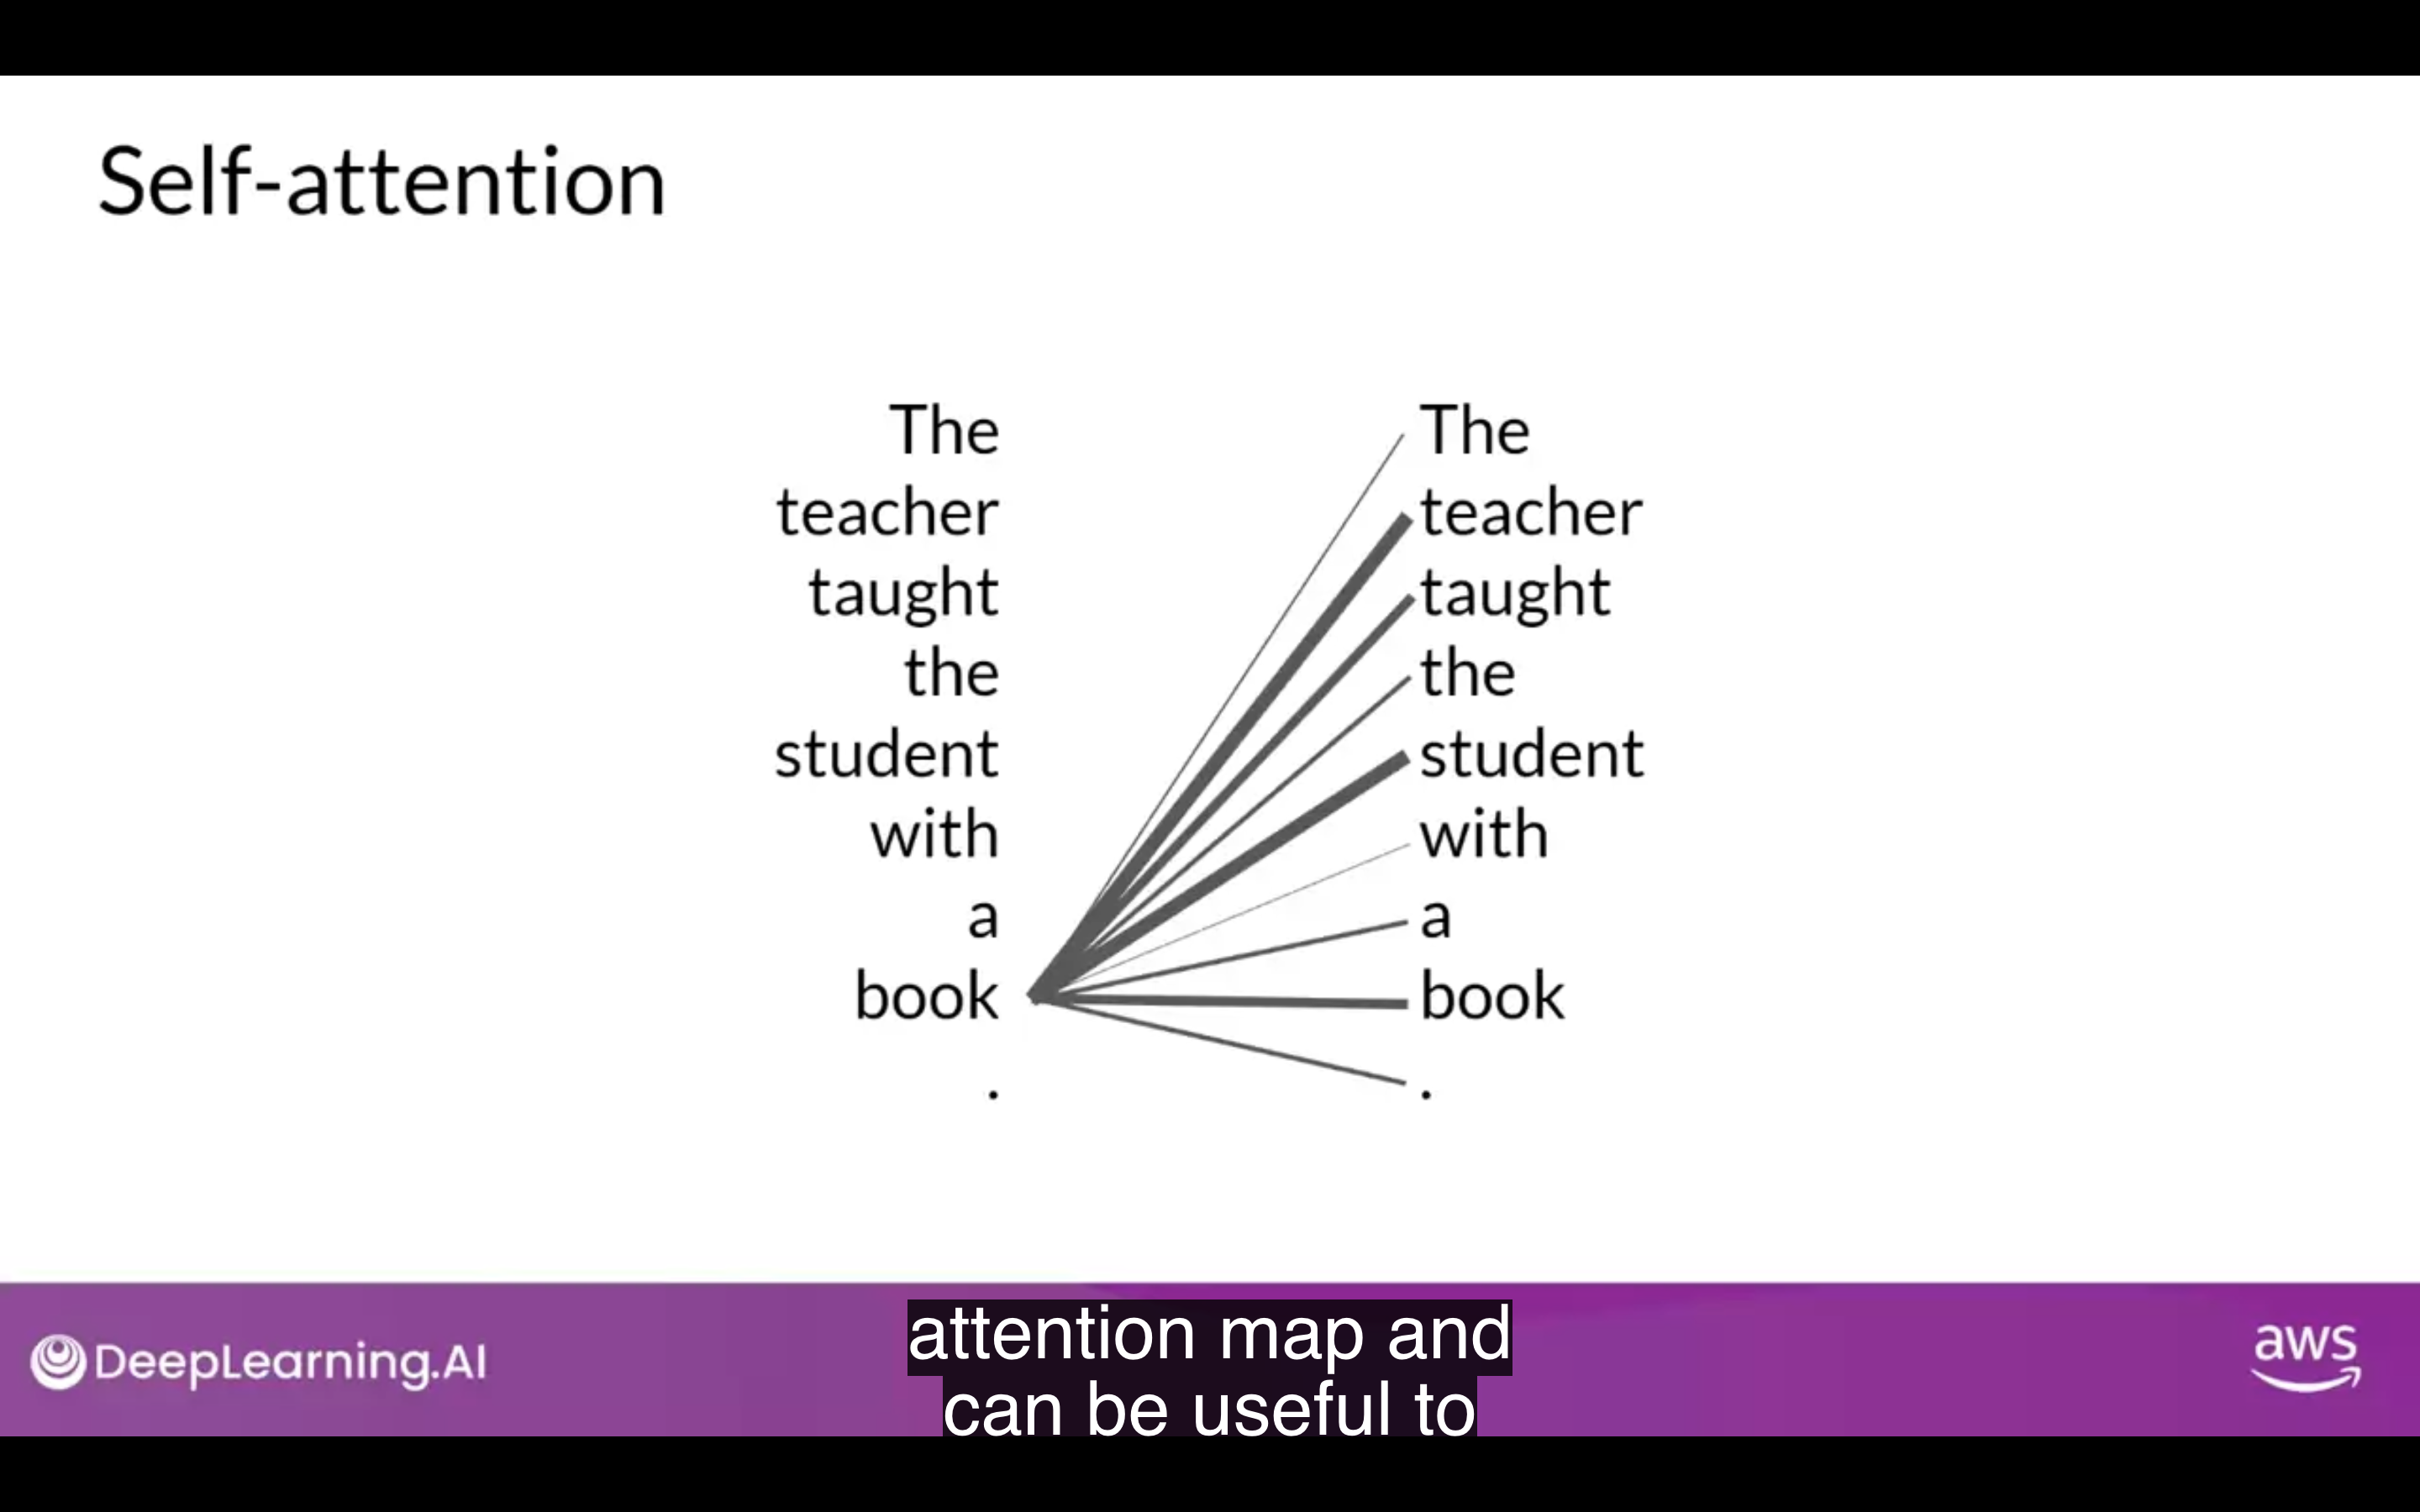 Self-attention
The
teacher
taught
the
student
with
a
book
.
The
teacher
taught
the
student
with
a
book
.
DeepLearning.AI
attention map and
can be useful to
aws